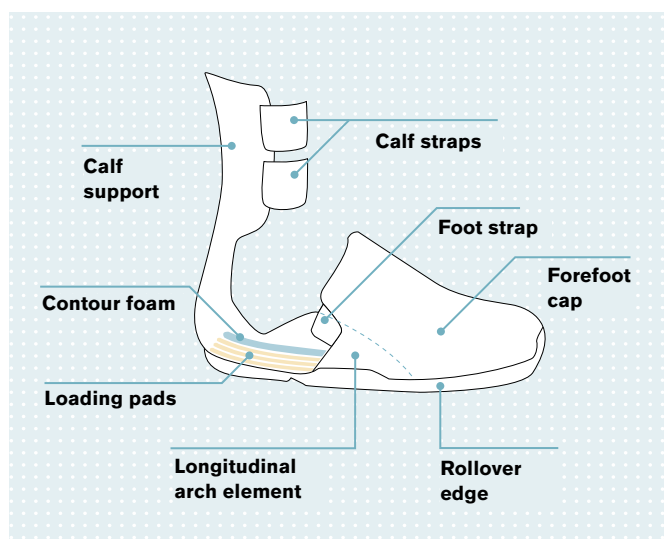 Calf straps
Calf
support
Foot strap
Forefoot
cap
Contour foam
Loading pads
Longitudinal
arch element
Rollover
edge